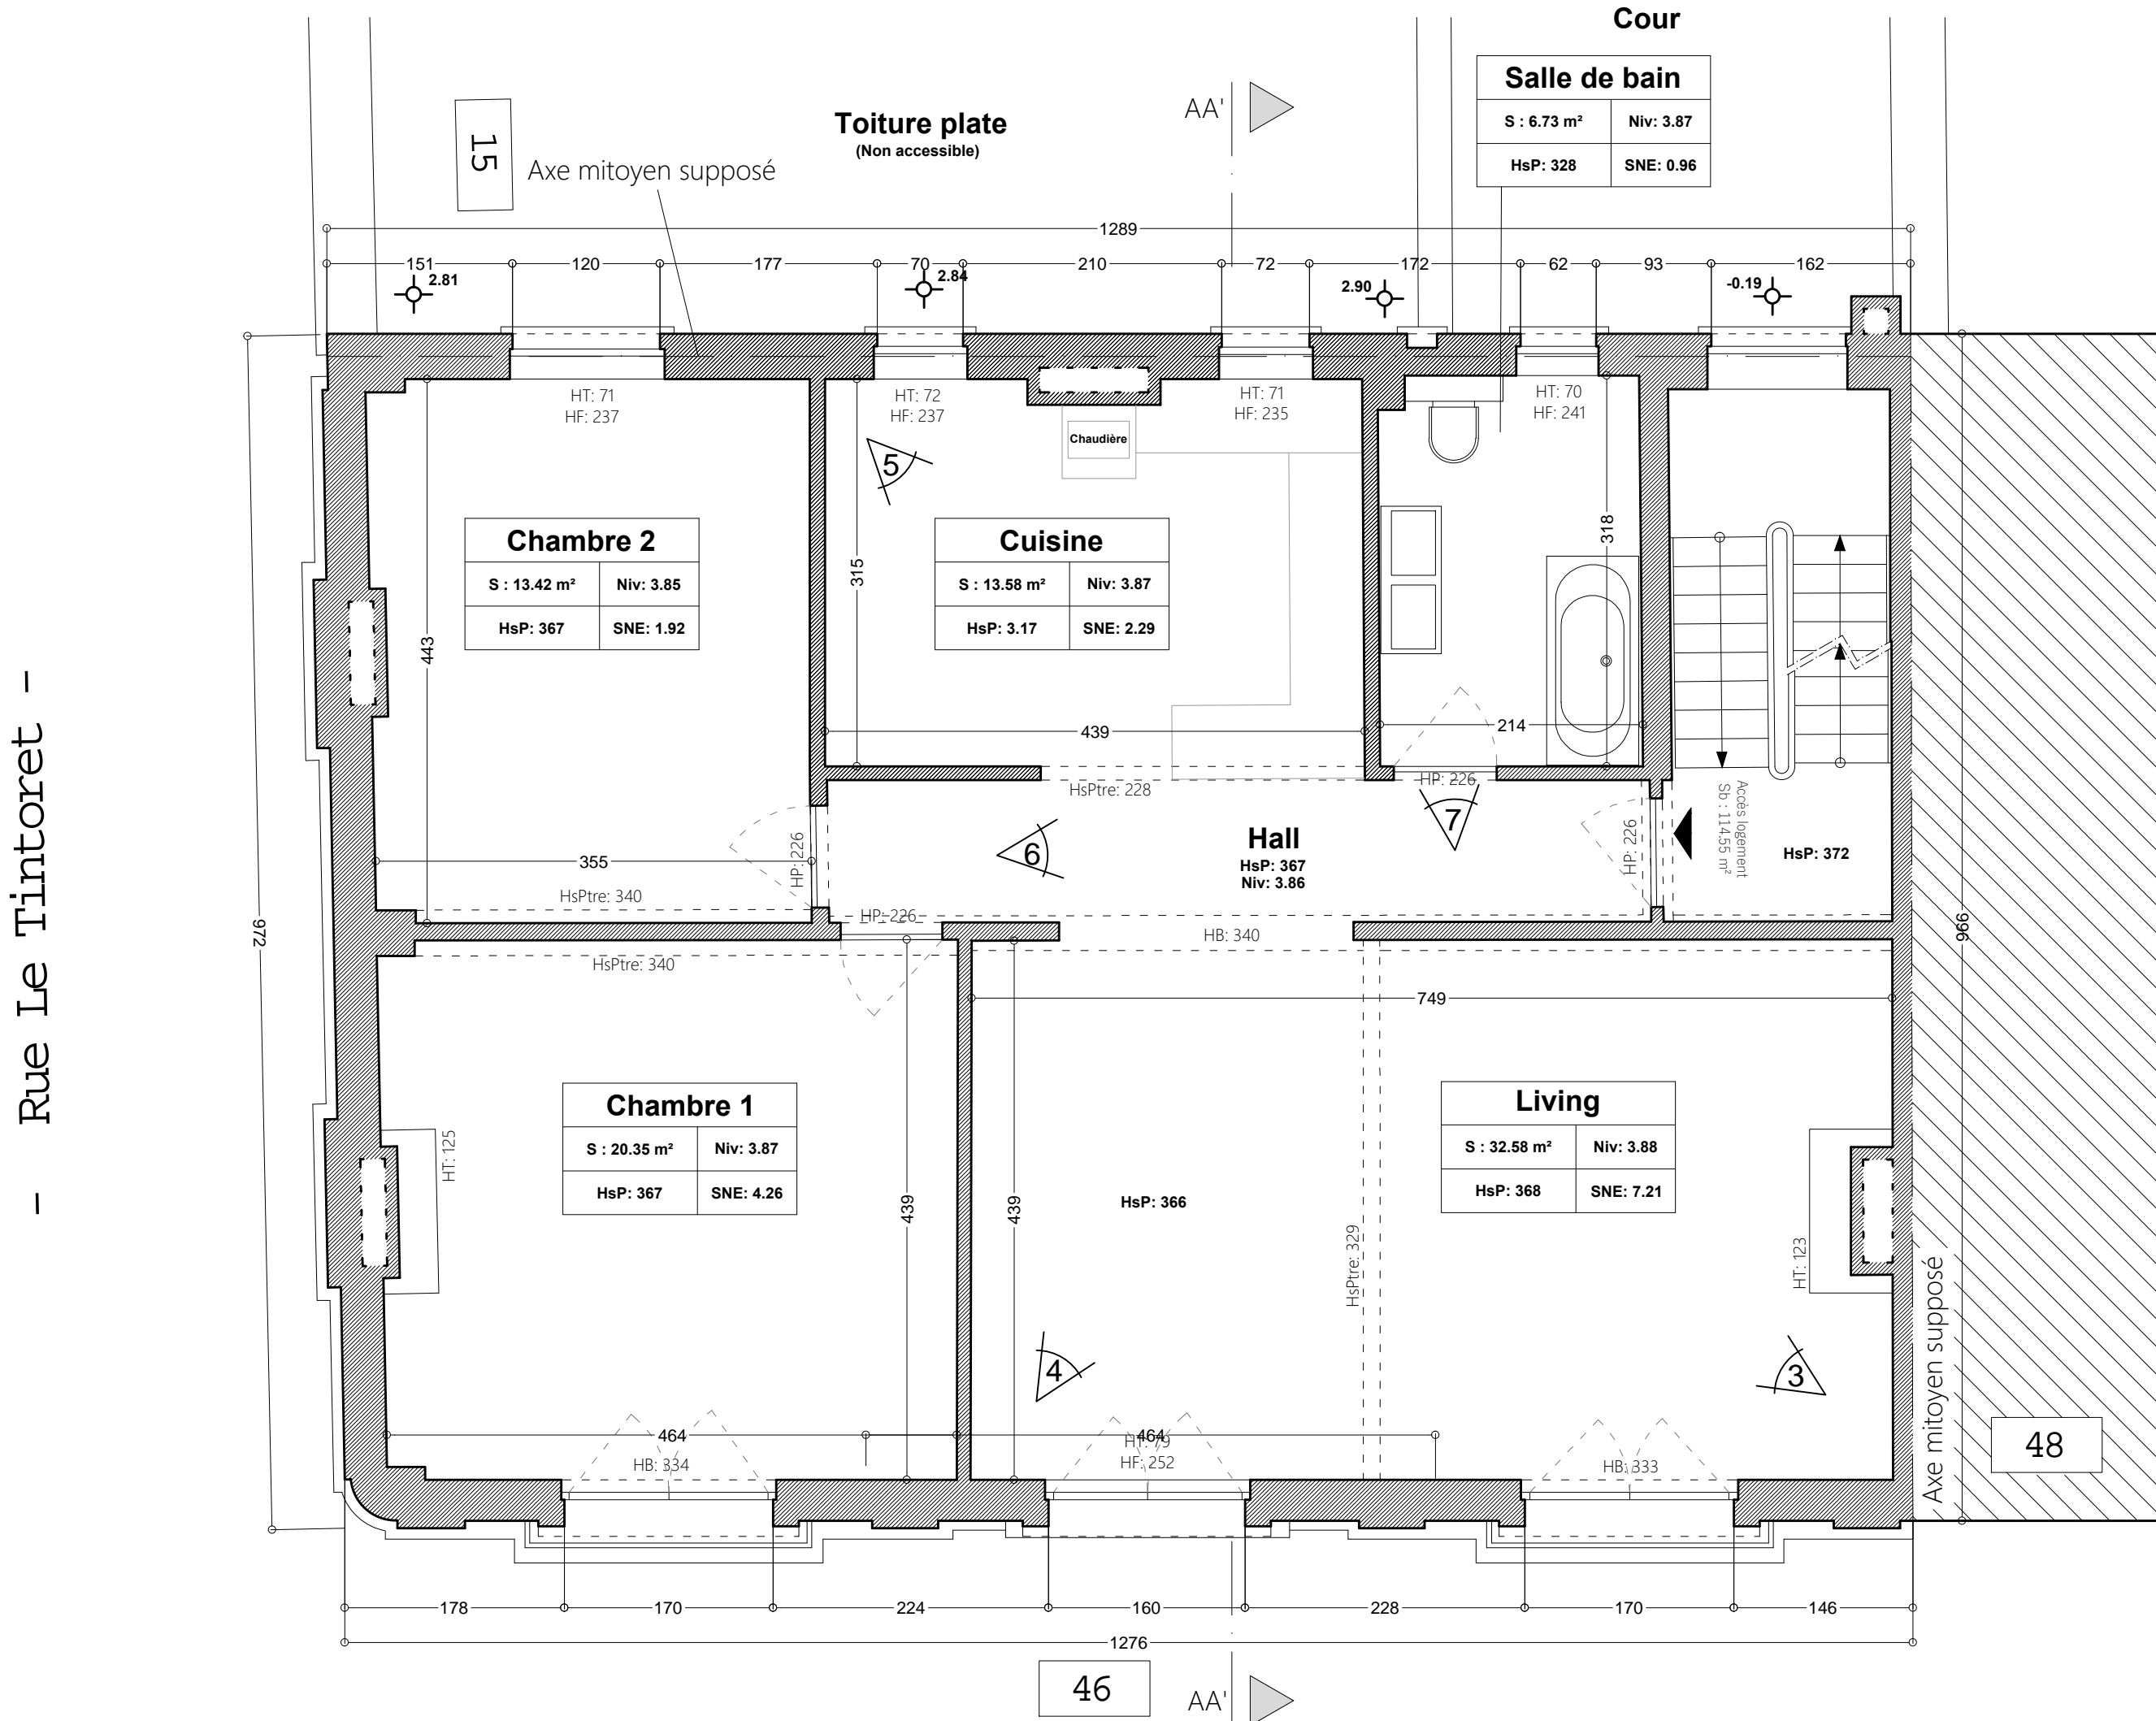 Cour
Salle de bain
S : 6.73 m²
Niv: 3.87
HsP: 328
SNE: 0.96
Toiture plate
(Non accessible)
AA'
15
Axe mitoyen supposé
1289
151
120
177
70
210
72
172
62
93
162
2.81
2.84
2.90
-0.19
HT: 71
HF: 237
HT: 72
HF: 237
HT: 71
HF: 235
HT: 70
HF: 241
Chaudière
5
Chambre 2
S : 13.42 m²
Niv: 3.85
HsP: 367
SNE: 1.92
Cuisine
S : 13.58 m²
Niv: 3.87
HsP: 3.17
SNE: 2.29
315
318
443
439
214
HsPtre: 228
HP: 226
7
6
Hall
HsP: 367
Niv: 3.86
HP: 226
HP: 226
Accès logement
Sb : 114.55 m²
HsP: 372
355
HsPtre: 340
HP: 226
HB: 340
HsPtre: 340
972
966
- Rue Le Tintoret -
749
Chambre 1
S : 20.35 m²
Niv: 3.87
HsP: 367
SNE: 4.26
Living
S : 32.58 m²
Niv: 3.88
HsP: 368
SNE: 7.21
HT: 125
439
439
HsP: 366
HsPtre: 329
HT: 123
Axe mitoyen supposé
4
3
48
464
464
HB: 334
HT: 79
HF: 252
HB: 333
178
170
224
160
228
170
146
1276
46
AA'